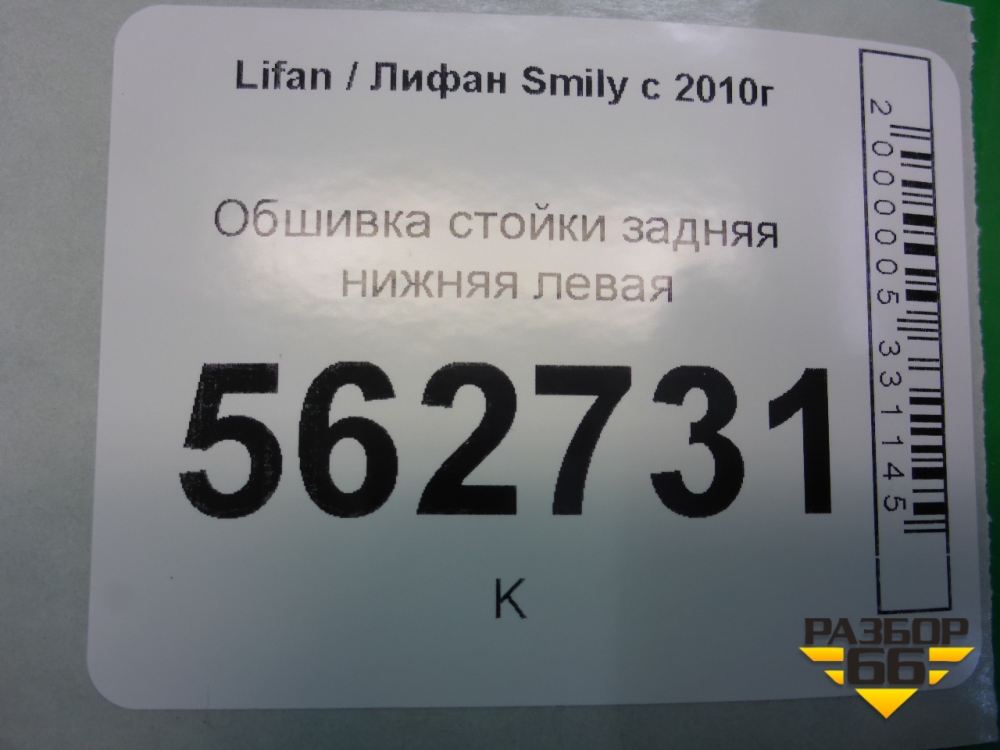 Lifan / Лифан Smily с 2010г
Обшивка стойки задняя
нижняя левая
562731
К
2000005331145
РАЗБОР
66